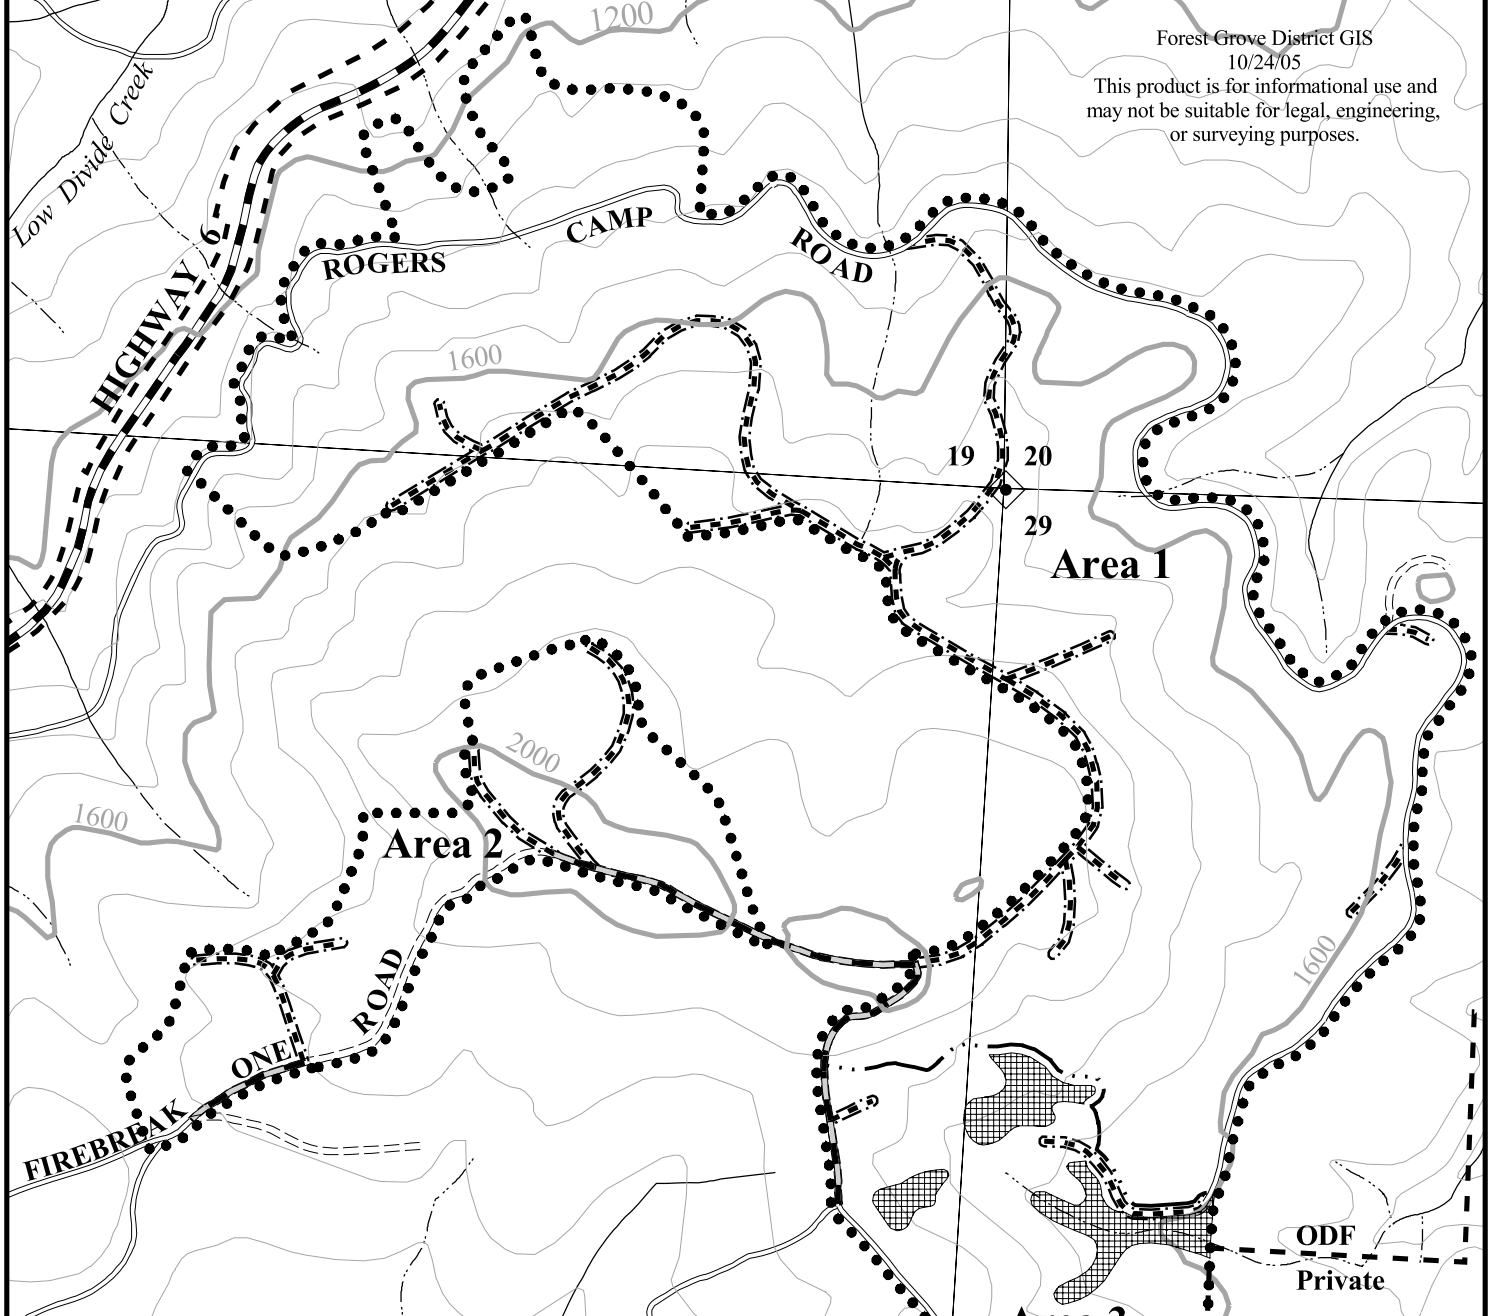 1200
Forest Grove District GIS
10/24/05
This product is for informational use and
may not be suitable for legal, engineering,
or surveying purposes.
Low Divide Creek
HIGHWAY 6
ROGERS CAMP ROAD
1600
19 20
29
Area 1
2000
1600
Area 2
1600
FIREBREAK ONE ROAD
ODF
Private
Area 3